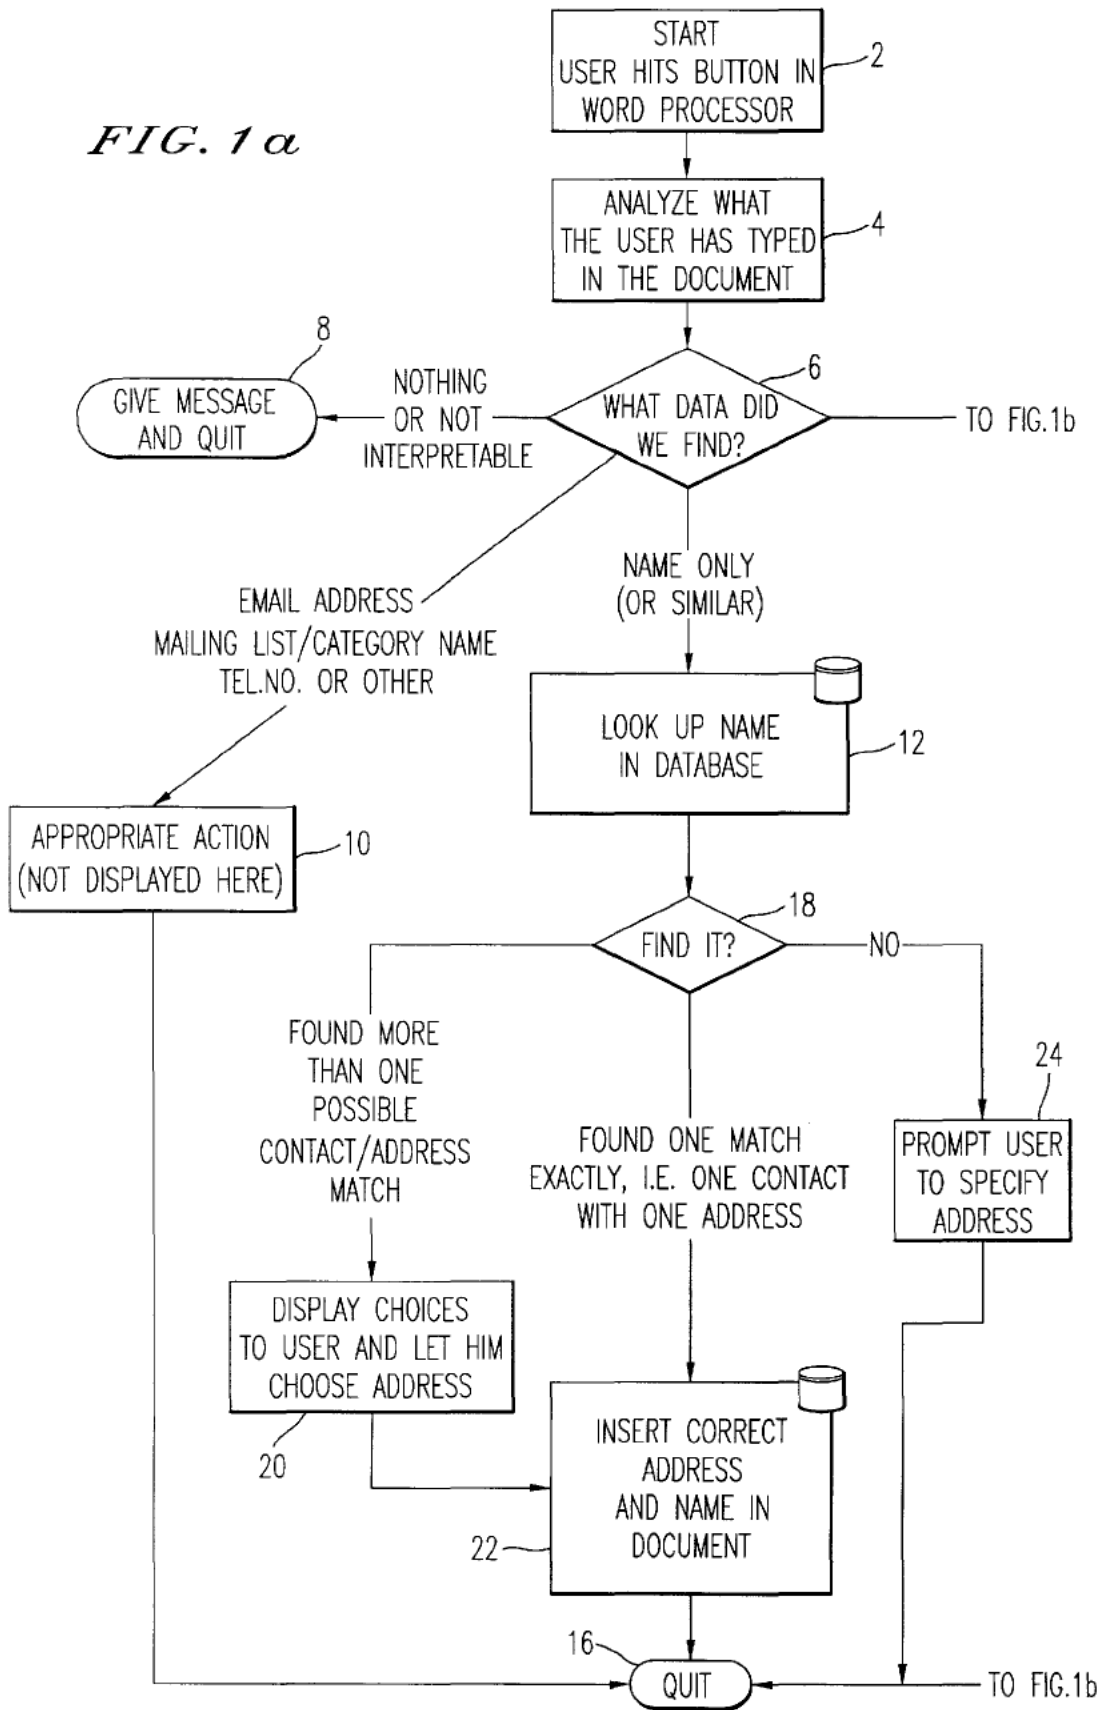 FIG. 1a
START
USER HITS BUTTON IN
WORD PROCESSOR
2
ANALYZE WHAT
THE USER HAS TYPED
IN THE DOCUMENT
4
8
GIVE MESSAGE
AND QUIT
NOTHING
OR NOT
INTERPRETABLE
6
WHAT DATA DID
WE FIND?
TO FIG.1b
NAME ONLY
(OR SIMILAR)
EMAIL ADDRESS
MAILING LIST/CATEGORY NAME
TEL.NO. OR OTHER
LOOK UP NAME
IN DATABASE
12
APPROPRIATE ACTION
(NOT DISPLAYED HERE)
10
18
FIND IT?
NO
FOUND MORE
THAN ONE
POSSIBLE
CONTACT/ADDRESS
MATCH
FOUND ONE MATCH
EXACTLY, I.E. ONE CONTACT
WITH ONE ADDRESS
24
PROMPT USER
TO SPECIFY
ADDRESS
DISPLAY CHOICES
TO USER AND LET HIM
CHOOSE ADDRESS
20
INSERT CORRECT
ADDRESS
AND NAME IN
DOCUMENT
22
16
QUIT
TO FIG.1b